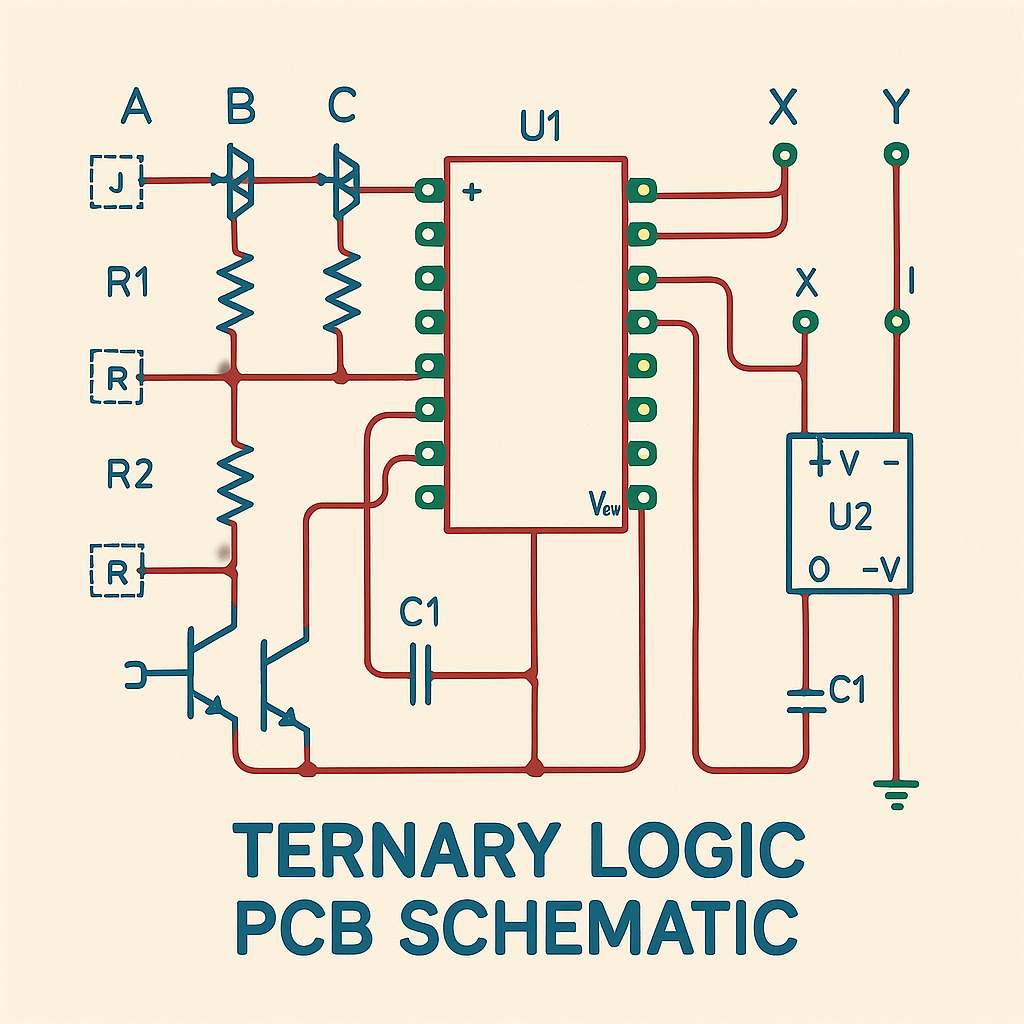 A B C
U1
X Y
J
+
R1
X I
R
+V -
R2
Vew
U2
R
O -V
C1
C1
TERNARY LOGIC
PCB SCHEMATIC